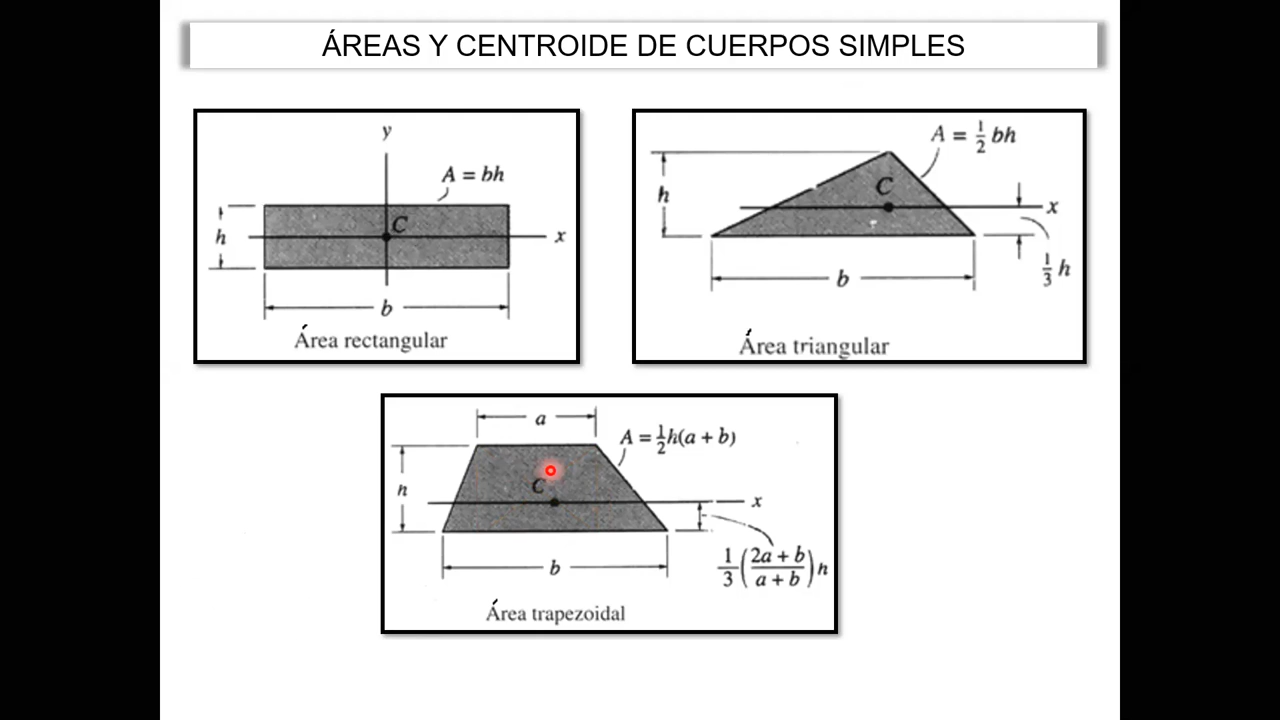 ÁREAS Y CENTROIDE DE CUERPOS SIMPLES
y
A = bh
h
C
x
b
Área rectangular
A = 1/2 bh
h
C
x
b
1/3 h
Área triangular
a
A = 1/2 h(a + b)
h
C
x
b
1/3 (2a + b / a + b) h
Área trapezoidal